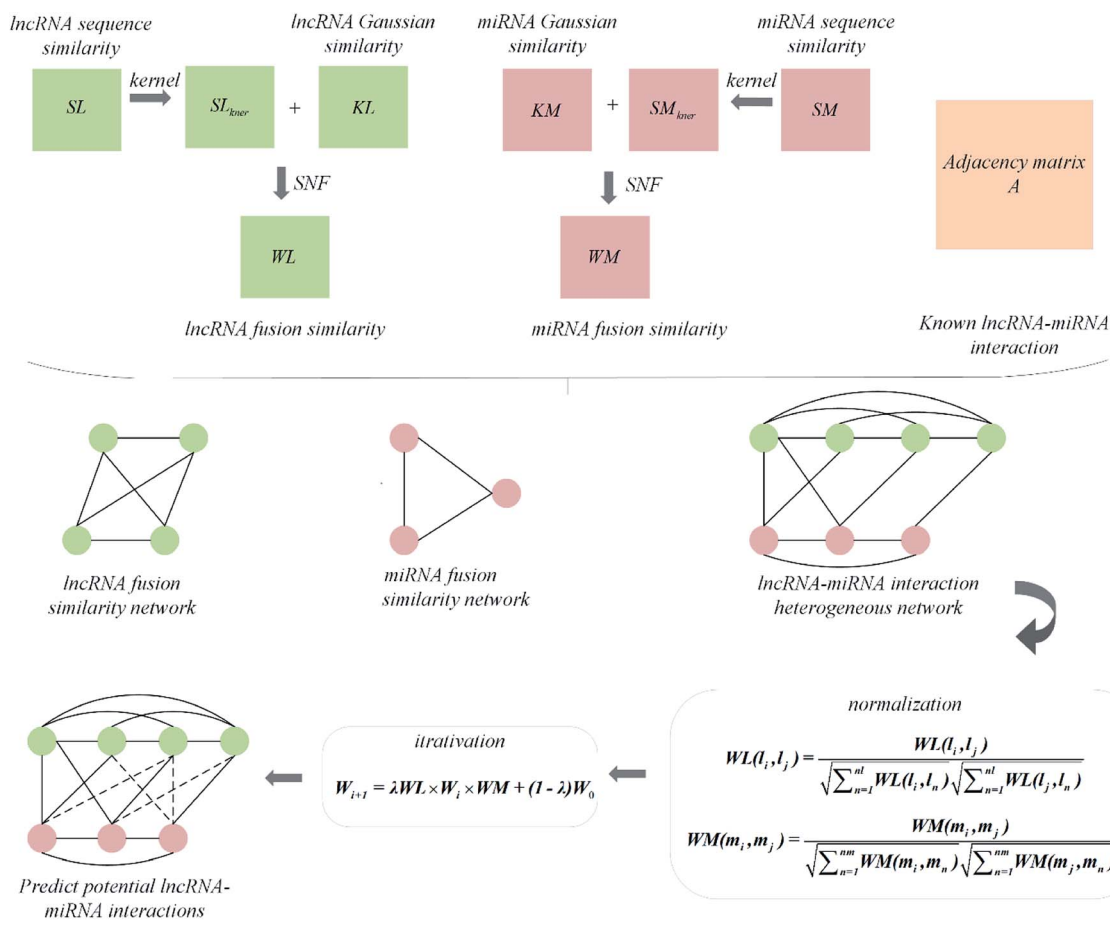 lncRNA sequence
similarity
lncRNA Gaussian
similarity
miRNA Gaussian
similarity
miRNA sequence
similarity
SL
kernel
SL_kner
+
KL
KM
+
SM_kner
kernel
SM
Adjacency matrix
A
SNF
SNF
WL
WM
lncRNA fusion similarity
miRNA fusion similarity
Known lncRNA-miRNA
interaction
lncRNA fusion
similarity network
miRNA fusion
similarity network
lncRNA-miRNA interaction
heterogeneous network
normalization
WL(l_i,l_j)=WL(l_i,l_j)/(√∑_{n=1}^{nl}WL(l_i,l_n)√∑_{n=1}^{nl}WL(l_j,l_n))
WM(m_i,m_j)=WM(m_i,m_j)/(√∑_{n=1}^{nm}WM(m_i,m_n)√∑_{n=1}^{nm}WM(m_j,m_n))
itrativation
W_{i+1} = λWL×W_i×WM+(1-λ)W_0
Predict potential lncRNA-
miRNA interactions